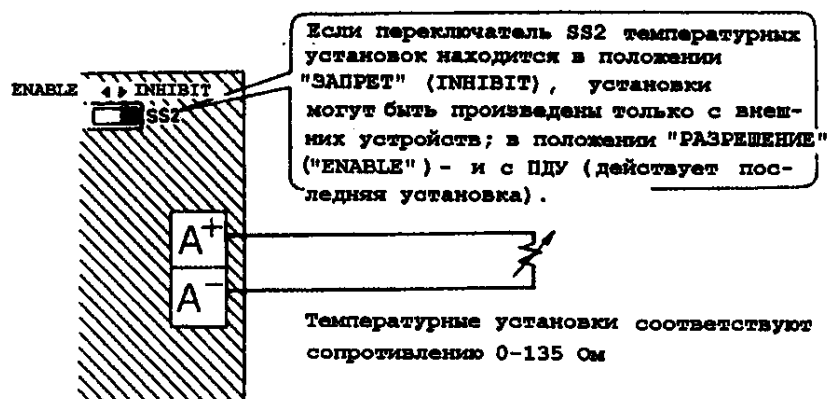 Если переключатель SS2 температурных
установок находится в положении
"ЗАПРЕТ" (INHIBIT), установки
могут быть произведены только с внеш-
них устройств; в положении "РАЗРЕШЕНИЕ"
("ENABLE") - и с ПДУ (действует пос-
ледняя установка).
ENABLE ◂ ▸ INHIBIT
SS2
A+
A−
Температурные установки соответствуют
сопротивлению 0-135 Ом